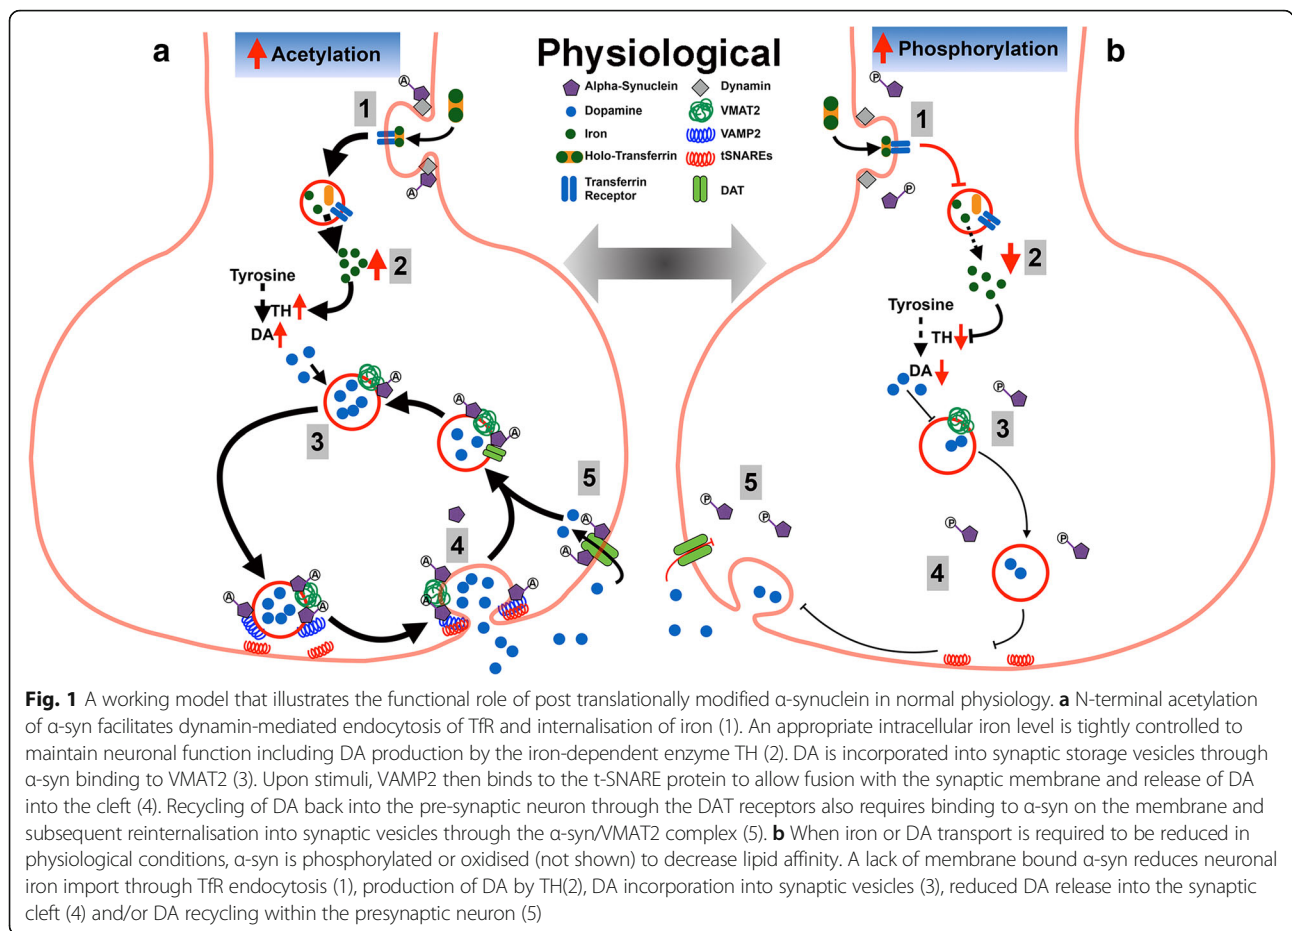 a
Acetylation
Physiological
b
Phosphorylation
Alpha-Synuclein
Dynamin
Dopamine
VMAT2
Iron
VAMP2
Holo-Transferrin
tSNAREs
Transferrin
Receptor
DAT
A
1
A
2
Tyrosine
TH
DA
A
3
A
A
5
A
A
4
A
A
A
A
A
A
P
1
P
2
Tyrosine
TH
DA
P
3
5
P
P
P
P
4
Fig. 1 A working model that illustrates the functional role of post translationally modified α-synuclein in normal physiology. a N-terminal acetylation
of α-syn facilitates dynamin-mediated endocytosis of TfR and internalisation of iron (1). An appropriate intracellular iron level is tightly controlled to
maintain neuronal function including DA production by the iron-dependent enzyme TH (2). DA is incorporated into synaptic storage vesicles through
α-syn binding to VMAT2 (3). Upon stimuli, VAMP2 then binds to the t-SNARE protein to allow fusion with the synaptic membrane and release of DA
into the cleft (4). Recycling of DA back into the pre-synaptic neuron through the DAT receptors also requires binding to α-syn on the membrane and
subsequent reinternalisation into synaptic vesicles through the α-syn/VMAT2 complex (5). b When iron or DA transport is required to be reduced in
physiological conditions, α-syn is phosphorylated or oxidised (not shown) to decrease lipid affinity. A lack of membrane bound α-syn reduces neuronal
iron import through TfR endocytosis (1), production of DA by TH(2), DA incorporation into synaptic vesicles (3), reduced DA release into the synaptic
cleft (4) and/or DA recycling within the presynaptic neuron (5)